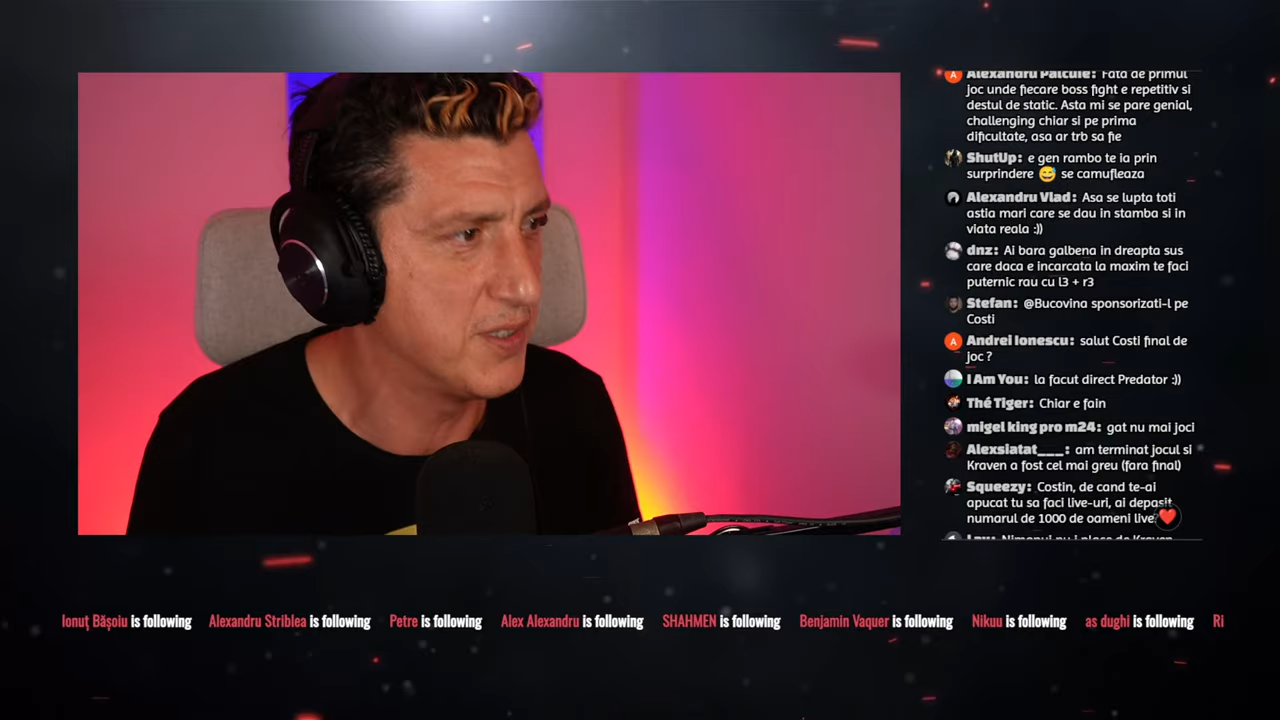 Alexandru Palcuie: Fata de primul
joc unde fiecare boss fight e repetitiv si
destul de static. Asta mi se pare genial,
challenging chiar si pe prima
dificultate, asa ar trb sa fie
ShutUp: e gen rambo te ia prin
surprindere 😅 se camufleaza
Alexandru Vlad: Asa se lupta toti
astia mari care se dau in stamba si in
viata reala :))
dnz: Ai bara galbena in dreapta sus
care daca e incarcata la maxim te faci
puternic rau cu l3 + r3
Stefan: @Bucovina sponsorizati-l pe
Costi
A Andrei Ionescu: salut Costi final de
joc ?
I Am You: la facut direct Predator :))
Thé Tiger: Chiar e fain
migel king pro m24: gat nu mai joci
Alexsiatat___: am terminat jocul si
Kraven a fost cel mai greu (fara final)
Squeezy: Costin, de cand te-ai
apucat tu sa faci live-uri, ai depasit
numarul de 1000 de oameni live?
Ionuț Bășoiu is following Alexandru Striblea is following Petre is following Alex Alexandru is following SHAHMEN is following Benjamin Vaquer is following Nikuu is following as dughi is following Ri